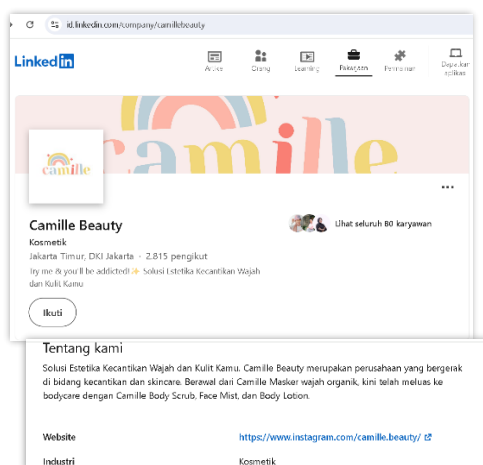 id.linkedin.com/company/camillebeauty
Linked in
Artikel Orang Learning Pekerjaan Permainan Dapatkan
aplikasi
camille
camille
Camille Beauty
Kosmetik
Jakarta Timur, DKI Jakarta · 2.815 pengikut
Lihat seluruh 80 karyawan
Try me & you'll be addicted! ✨ Solusi Estetika Kecantikan Wajah
dan Kulit Kamu
Ikuti
Tentang kami
Solusi Estetika Kecantikan Wajah dan Kulit Kamu. Camille Beauty merupakan perusahaan yang bergerak
di bidang kecantikan dan skincare. Berawal dari Camille Masker wajah organik, kini telah meluas ke
bodycare dengan Camille Body Scrub, Face Mist, dan Body Lotion.
Website https://www.instagram.com/camille.beauty/
Industri Kosmetik